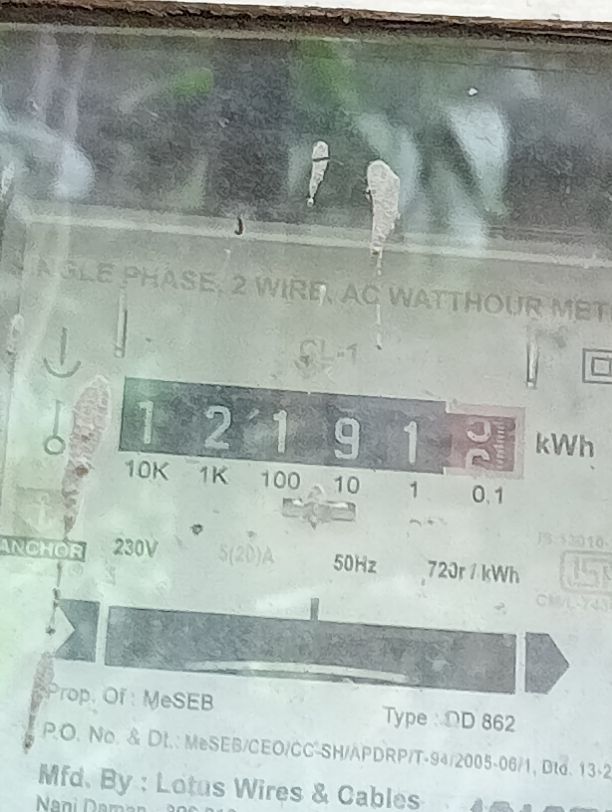 PHASE, 2 WIRE, AC WATTHOUR
CL-1
1 2 1 9 1 kWh
10K 1K 100 10 1 0.1
ANCHOR 230V 5(20)A 50Hz 720r / kWh
Prop. Of : MeSEB
Type : DD 862
P.O. No. & Dt.: MeSEB/CEO/CC-SH/APDRP/T-94/2005-06/1, Dtd. 13-2
Mfd. By : Lotus Wires & Cables
Nani Daman